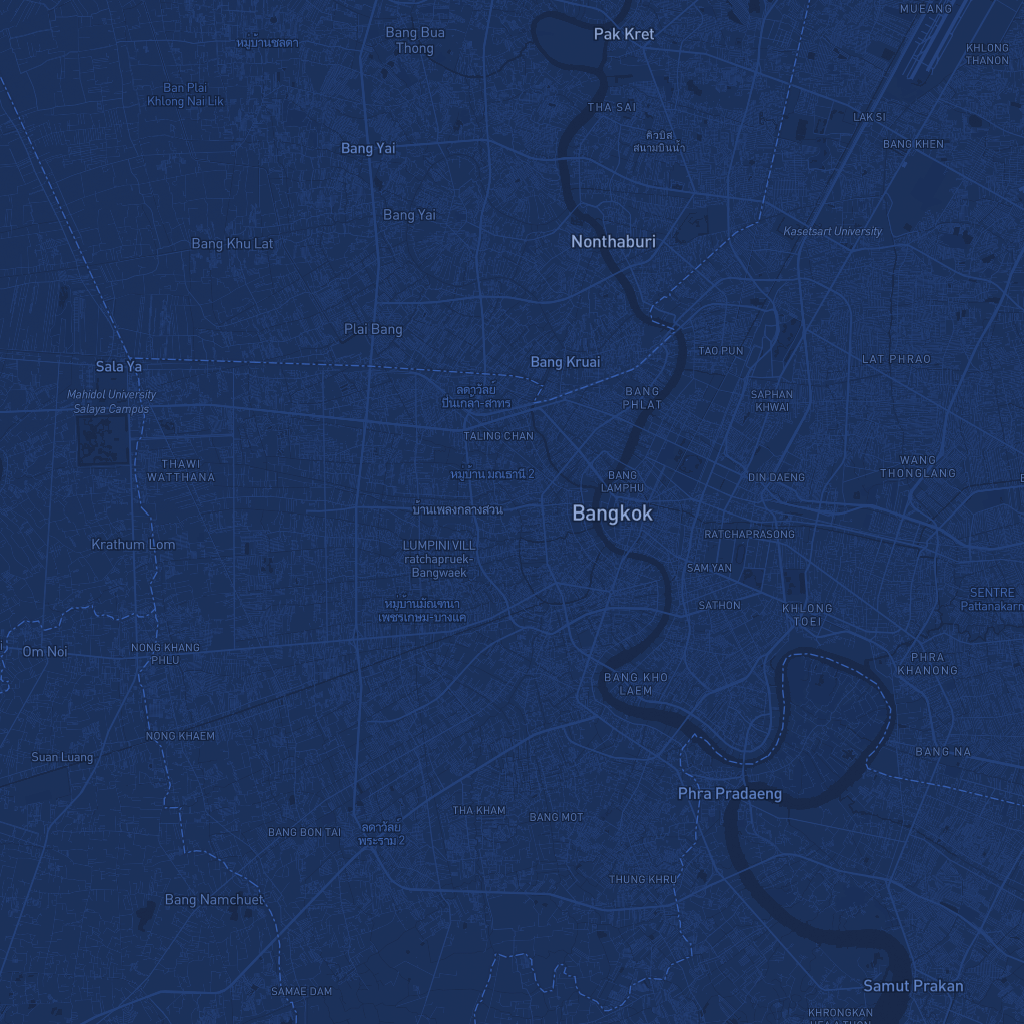 MUEANG
Pak Kret
Bang Bua
Thong
หมู่บ้านชลดา
KHLONG
THANON
Ban Plai
Khlong Nai Lik
THA SAI
LAK SI
คิวบิส
สนามบินน้ำ
BANG KHEN
Bang Yai
Bang Yai
Kasetsart University
Nonthaburi
Bang Khu Lat
Plai Bang
TAO PUN
LAT PHRAO
Bang Kruai
Sala Ya
Mahidol University
Salaya Campus
ลดาวัลย์
ปิ่นเกล้า-สาทร
BANG
PHLAT
SAPHAN
KHWAI
TALING CHAN
THAWI
WATTHANA
หมู่บ้าน มณธานี 2
BANG
LAMPHU
DIN DAENG
WANG
THONGLANG
บ้านเพลงกลางสวน
Bangkok
RATCHAPRASONG
Krathum Lom
LUMPINI VILL
ratchapruek-
Bangwaek
SAM YAN
SENTRE
Pattanakarn
หมู่บ้านมัณฑนา
เพชรเกษม-บางแค
SATHON
KHLONG
TOEI
Om Noi
NONG KHANG
PHLU
PHRA
KHANONG
BANG KHO
LAEM
NONG KHAEM
Suan Luang
BANG NA
Phra Pradaeng
THA KHAM
BANG MOT
BANG BON TAI
ลดาวัลย์
พระราม 2
THUNG KHRU
Bang Namchuet
SAMAE DAM
Samut Prakan
KHRONGKAN